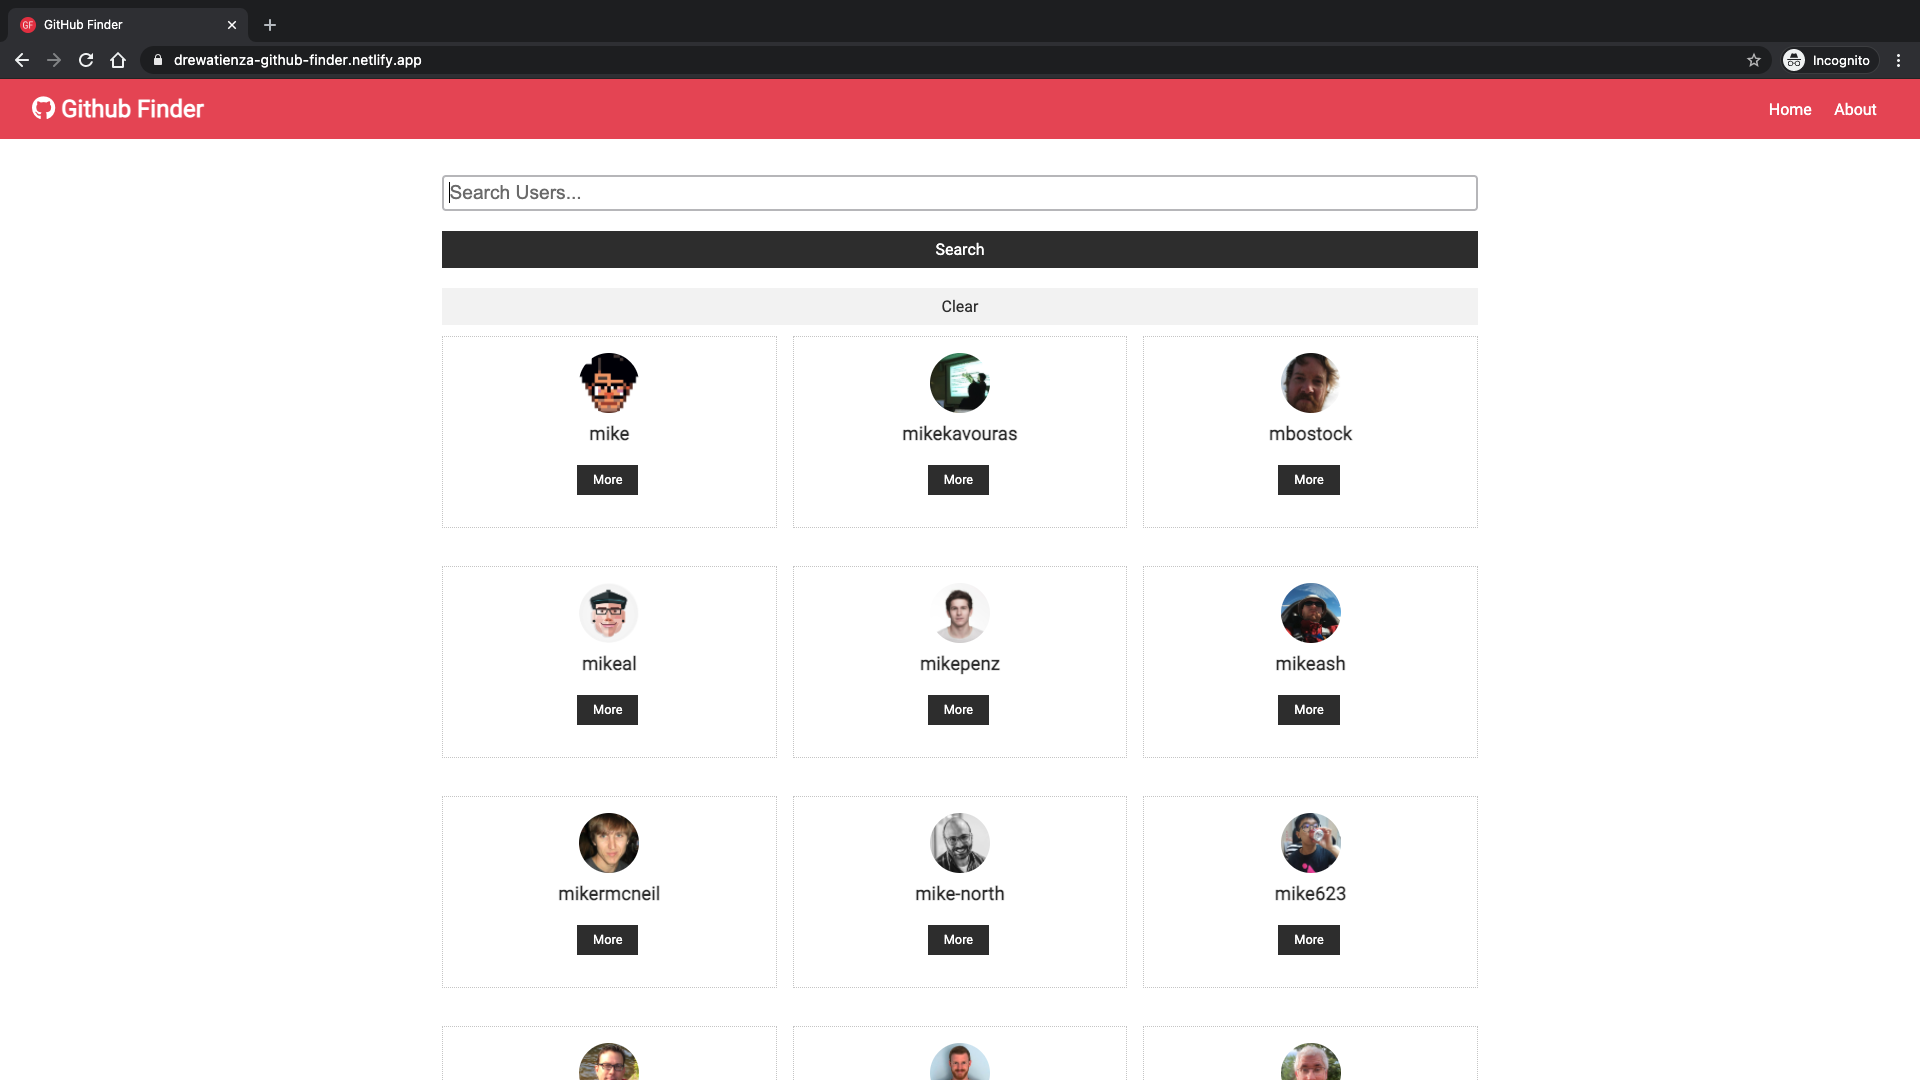 GF GitHub Finder
drewatienza-github-finder.netlify.app
Incognito
Github Finder
Home About
Search Users...
Search
Clear
mike mikekavouras mbostock
More More More
mikeal mikepenz mikeash
More More More
mikermcneil mike-north mike623
More More More